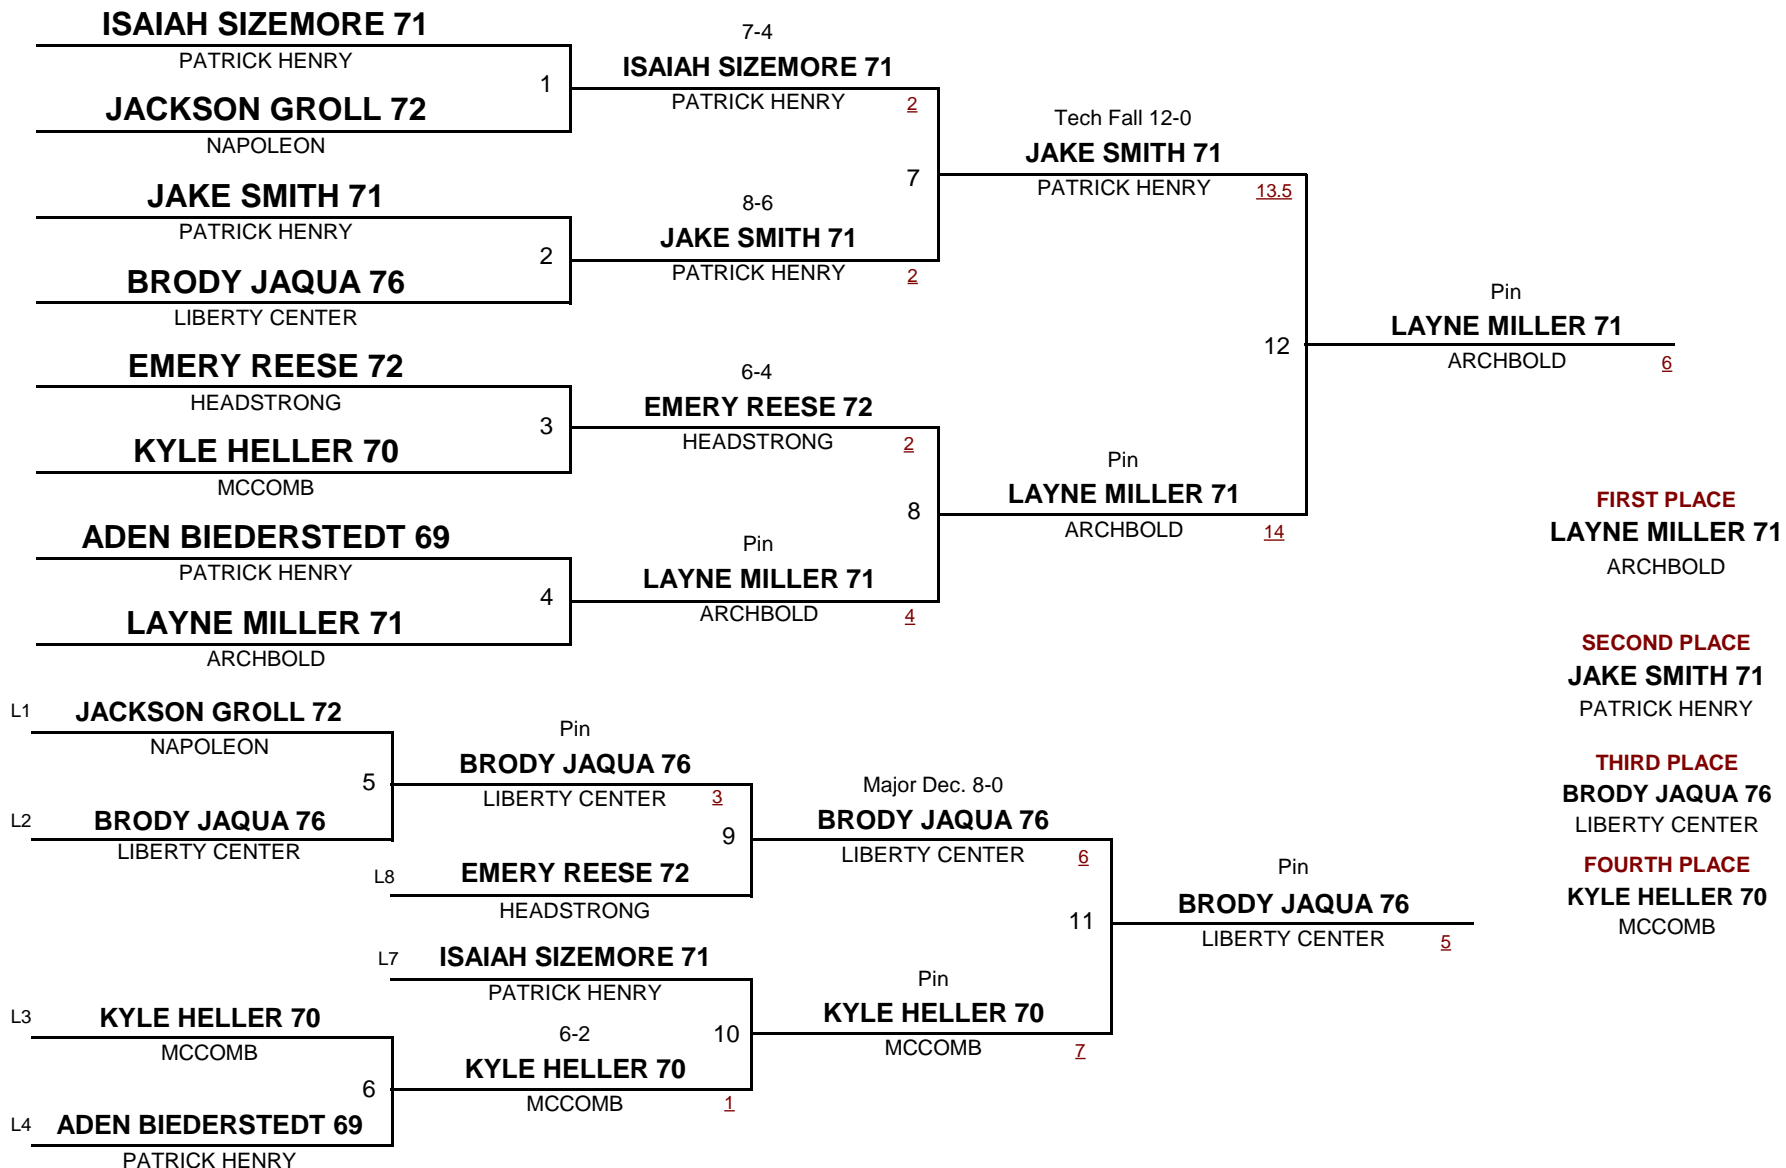 ISAIAH SIZEMORE 71
PATRICK HENRY
1
JACKSON GROLL 72
NAPOLEON
JAKE SMITH 71
PATRICK HENRY
2
BRODY JAQUA 76
LIBERTY CENTER
EMERY REESE 72
HEADSTRONG
3
KYLE HELLER 70
MCCOMB
ADEN BIEDERSTEDT 69
PATRICK HENRY
4
LAYNE MILLER 71
ARCHBOLD
7-4
ISAIAH SIZEMORE 71
PATRICK HENRY 2
7
8-6
JAKE SMITH 71
PATRICK HENRY 2
6-4
EMERY REESE 72
HEADSTRONG 2
8
Pin
LAYNE MILLER 71
ARCHBOLD 4
Tech Fall 12-0
JAKE SMITH 71
PATRICK HENRY 13.5
12
Pin
LAYNE MILLER 71
ARCHBOLD 14
Pin
LAYNE MILLER 71
ARCHBOLD 6
FIRST PLACE
LAYNE MILLER 71
ARCHBOLD
SECOND PLACE
JAKE SMITH 71
PATRICK HENRY
THIRD PLACE
BRODY JAQUA 76
LIBERTY CENTER
FOURTH PLACE
KYLE HELLER 70
MCCOMB
L1 JACKSON GROLL 72
NAPOLEON
5
L2 BRODY JAQUA 76
LIBERTY CENTER
L3 KYLE HELLER 70
MCCOMB
6
L4 ADEN BIEDERSTEDT 69
PATRICK HENRY
Pin
BRODY JAQUA 76
LIBERTY CENTER 3
9
L8 EMERY REESE 72
HEADSTRONG
L7 ISAIAH SIZEMORE 71
PATRICK HENRY
10
6-2
KYLE HELLER 70
MCCOMB 1
Major Dec. 8-0
BRODY JAQUA 76
LIBERTY CENTER 6
11
Pin
KYLE HELLER 70
MCCOMB 7
Pin
BRODY JAQUA 76
LIBERTY CENTER 5